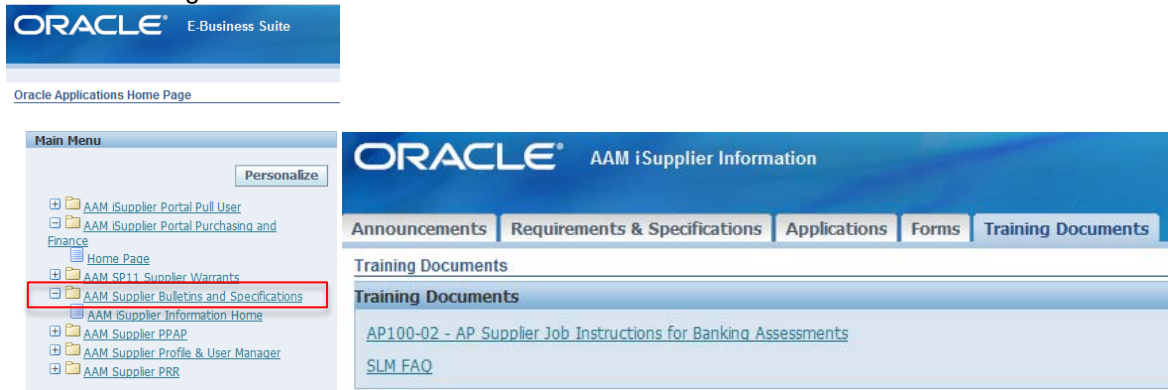 ORACLE® E-Business Suite
Oracle Applications Home Page
Main Menu
Personalize
AAM iSupplier Portal Pull User
AAM iSupplier Portal Purchasing and
Finance
Home Page
AAM SP11 Supplier Warrants
AAM Supplier Bulletins and Specifications
AAM iSupplier Information Home
AAM Supplier PPAP
AAM Supplier Profile & User Manager
AAM Supplier PRR
ORACLE® AAM iSupplier Information
Announcements Requirements & Specifications Applications Forms Training Documents
Training Documents
Training Documents
AP100-02 - AP Supplier Job Instructions for Banking Assessments
SLM FAQ